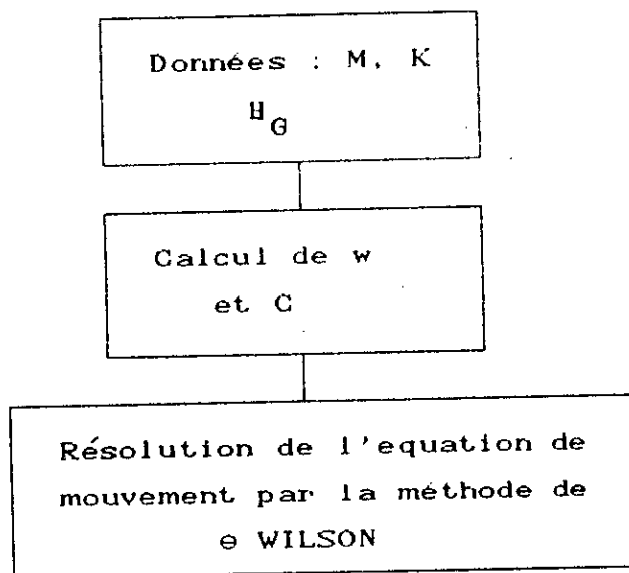 Données : M, K
H_G
Calcul de w
et C
Résolution de l'equation de
mouvement par la méthode de
θ WILSON